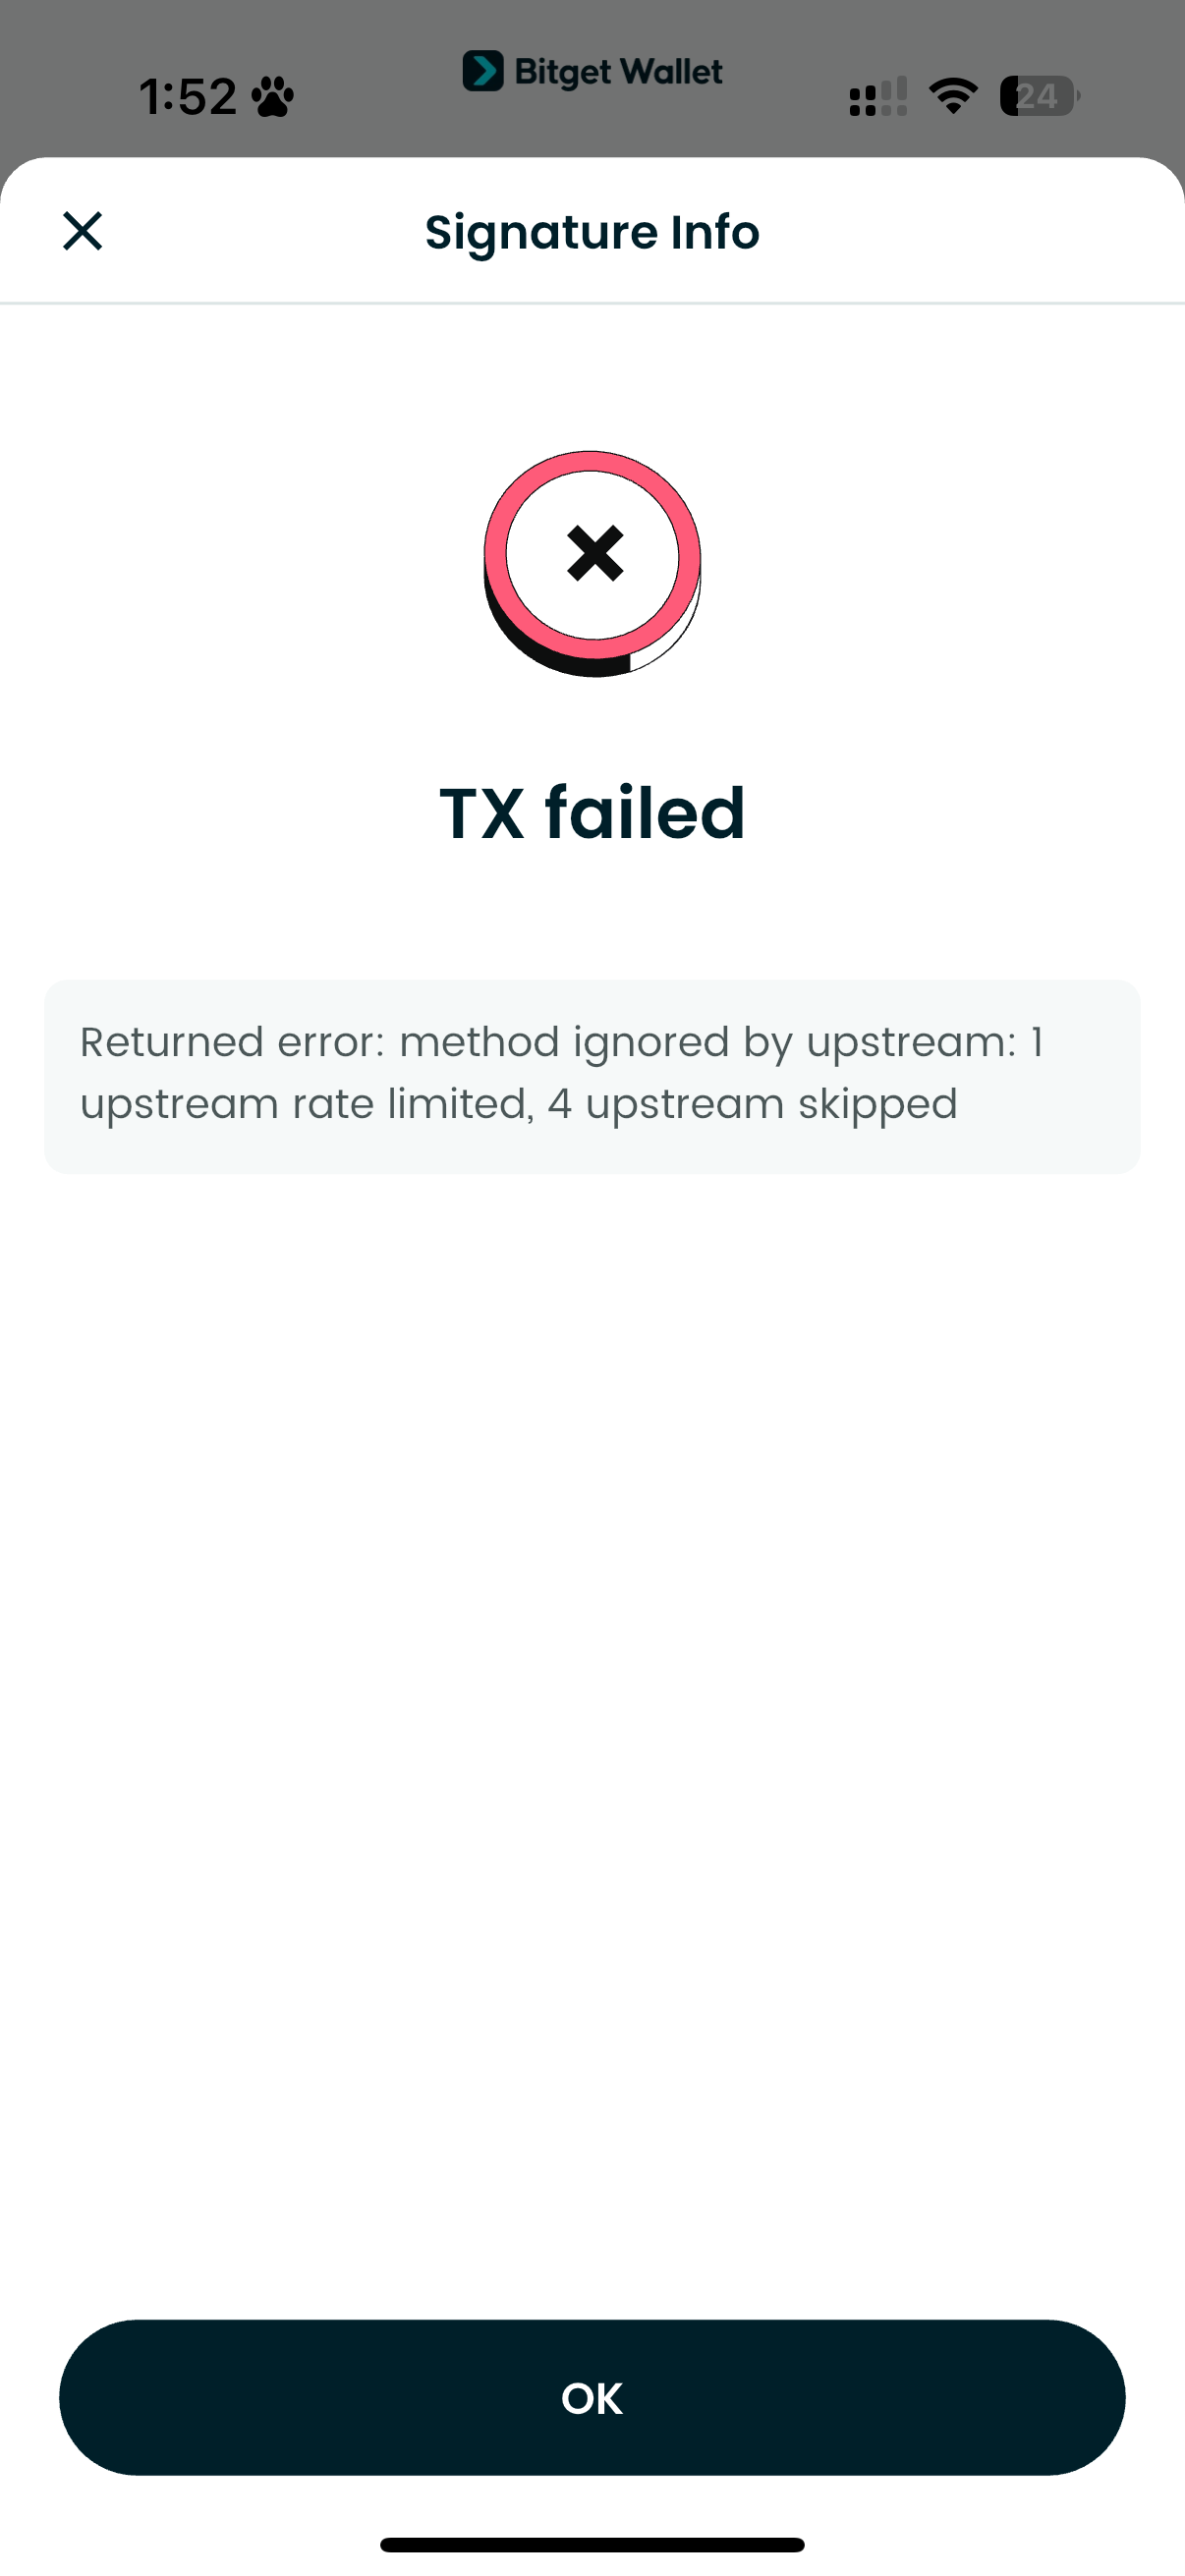 1:52
Bitget Wallet
24
Signature Info
TX failed
Returned error: method ignored by upstream: 1
upstream rate limited, 4 upstream skipped
OK